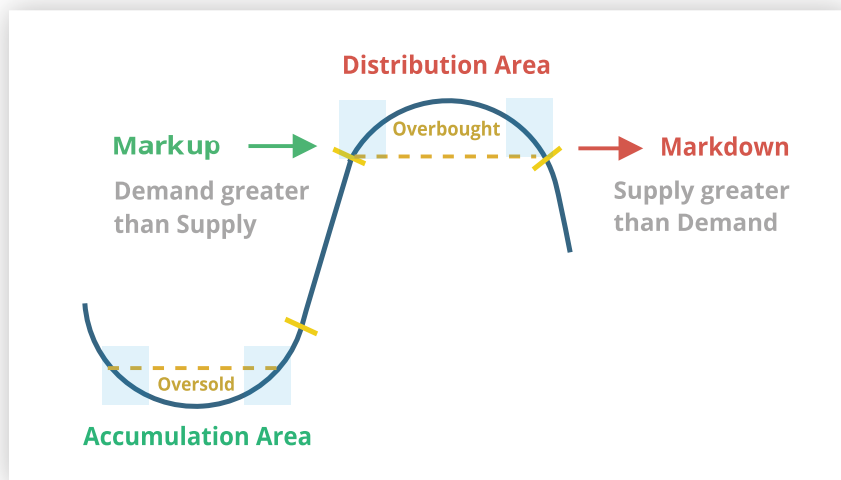 Distribution Area
Overbought
Markup
Markdown
Demand greater
than Supply
Supply greater
than Demand
Oversold
Accumulation Area